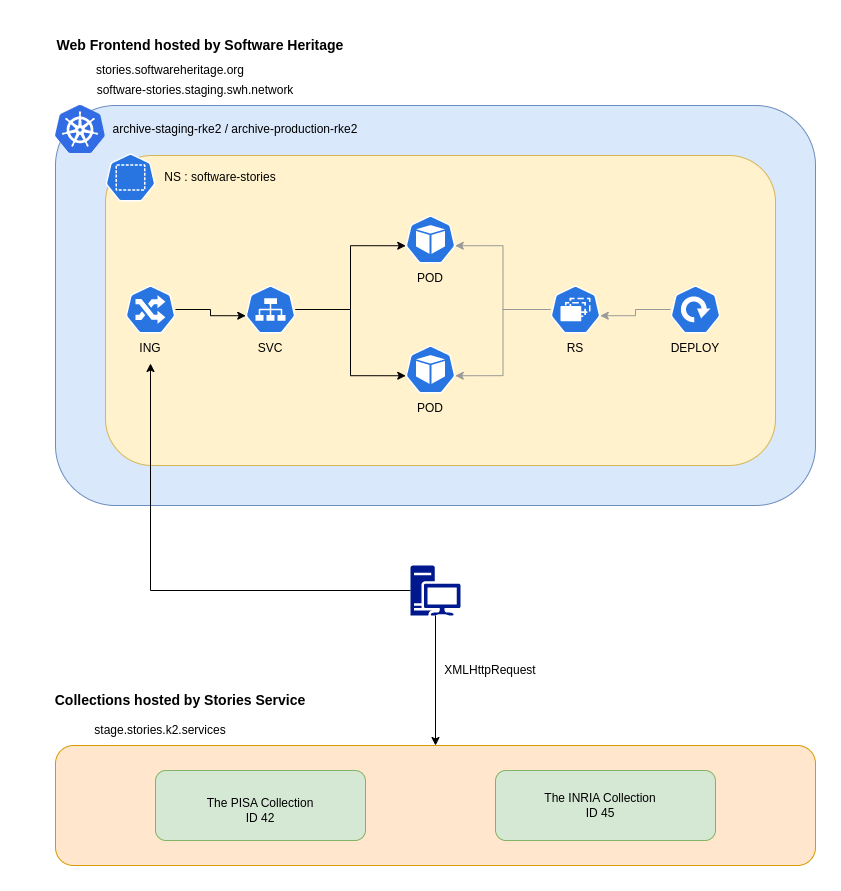 Web Frontend hosted by Software Heritage
stories.softwareheritage.org
software-stories.staging.swh.network
archive-staging-rke2 / archive-production-rke2
NS : software-stories
POD
ING
SVC
RS
DEPLOY
POD
XMLHttpRequest
Collections hosted by Stories Service
stage.stories.k2.services
The PISA Collection
ID 42
The INRIA Collection
ID 45